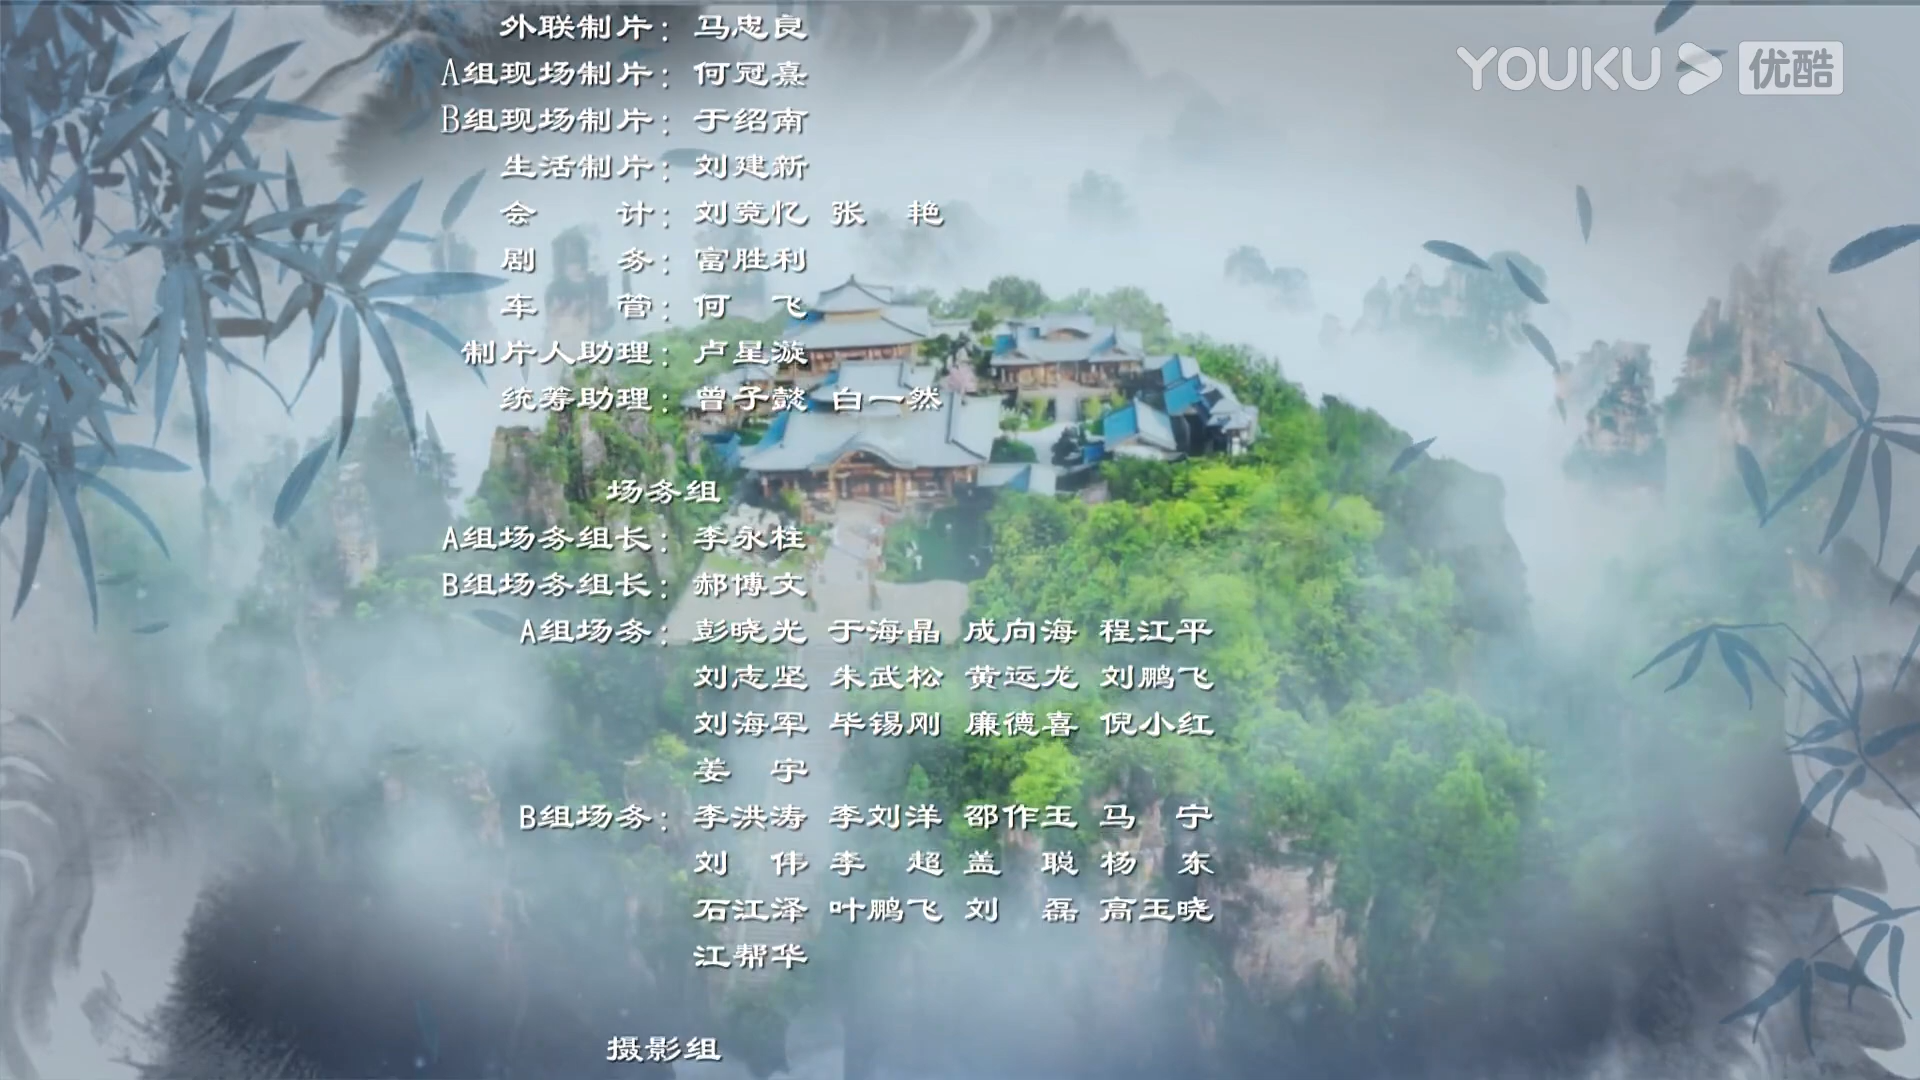 外联制片：马忠良
YOUKU 优酷
A组现场制片：何冠熹
B组现场制片：于绍南
生活制片：刘建新
会 计：刘竞忆 张 艳
剧 务：富胜利
车 管：何 飞
制片人助理：卢星漩
统筹助理：曾子懿 白一然
场务组
A组场务组长：李永柱
B组场务组长：郝博文
A组场务：彭晓光 于海晶 成向海 程江平
刘志坚 朱武松 黄运龙 刘鹏飞
刘海军 毕锡刚 廉德喜 倪小红
姜 宇
B组场务：李洪涛 李刘洋 邵作玉 马 宁
刘 伟 李 超 盖 聪 杨 东
石江泽 叶鹏飞 刘 磊 高玉晓
江帮华
摄影组